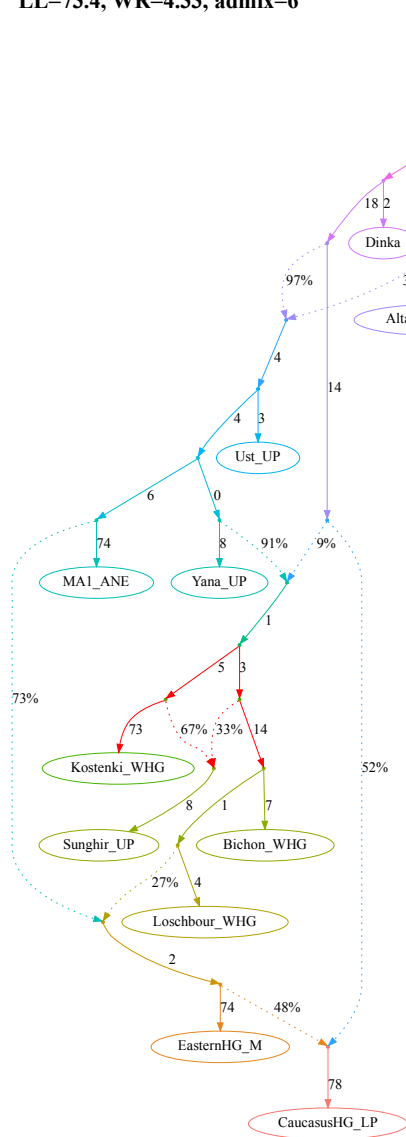 LL=73.4, WR=4.33, admix=6
18 2
Dinka
97%
Alta
4
14
4 3
Ust_UP
6 0
74 8 91% 9%
MA1_ANE Yana_UP
1
5 3
73% 73 67% 33% 14
Kostenki_WHG
52%
8 1 7
Sunghir_UP Bichon_WHG
27% 4
Loschbour_WHG
2
74 48%
EasternHG_M
78
CaucasusHG_LP